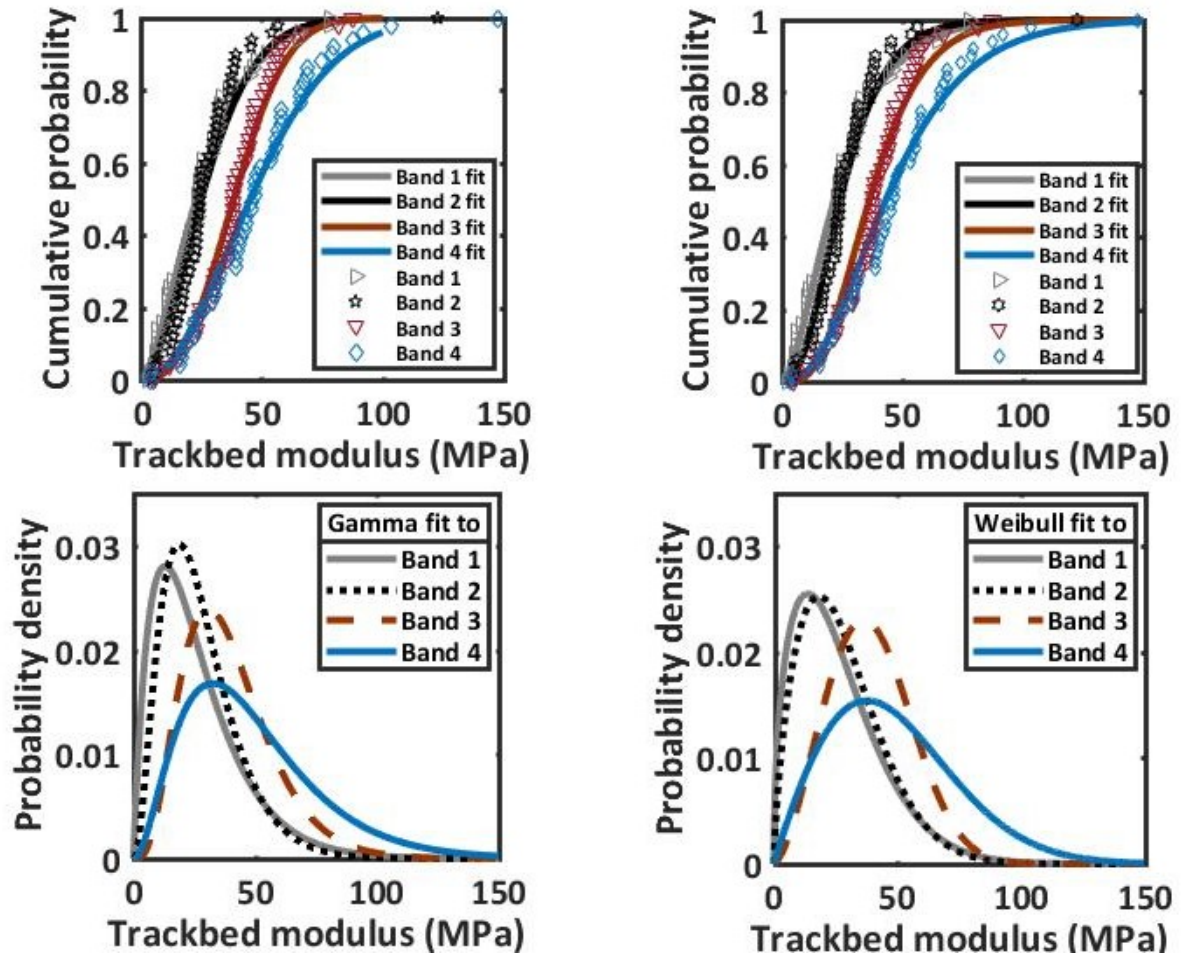 Cumulative probability
1
0.8
0.6
0.4
0.2
0
Band 1 fit
Band 2 fit
Band 3 fit
Band 4 fit
Band 1
Band 2
Band 3
Band 4
0 50 100 150
Trackbed modulus (MPa)
Cumulative probability
1
0.8
0.6
0.4
0.2
0
Band 1 fit
Band 2 fit
Band 3 fit
Band 4 fit
Band 1
Band 2
Band 3
Band 4
0 50 100 150
Trackbed modulus (MPa)
Probability density
0.03
0.02
0.01
0
Gamma fit to
Band 1
Band 2
Band 3
Band 4
0 50 100 150
Trackbed modulus (MPa)
Probability density
0.03
0.02
0.01
0
Weibull fit to
Band 1
Band 2
Band 3
Band 4
0 50 100 150
Trackbed modulus (MPa)